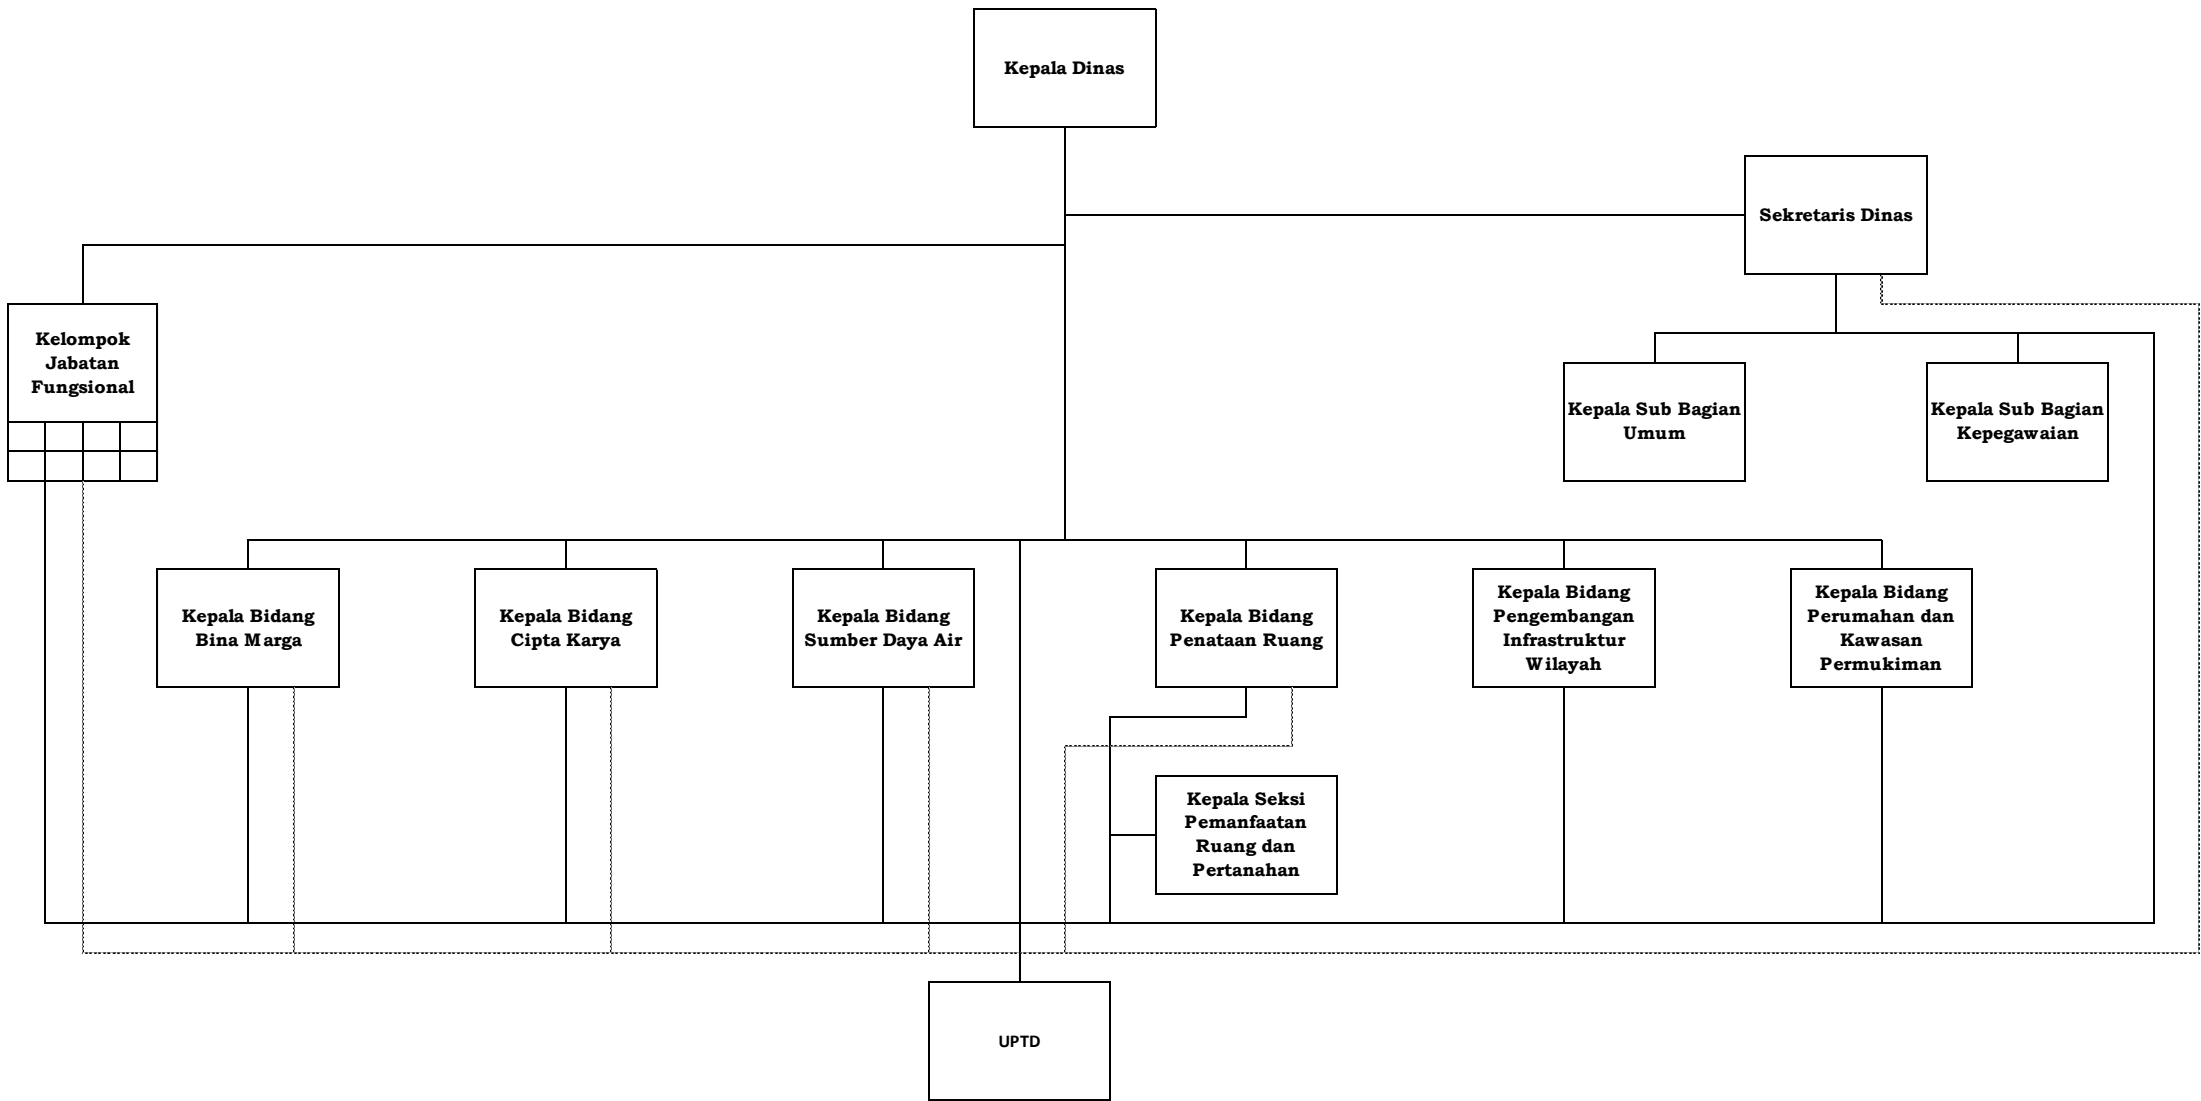 Kepala Dinas
Sekretaris Dinas
Kelompok
Jabatan
Fungsional
Kepala Sub Bagian
Umum
Kepala Sub Bagian
Kepegawaian
Kepala Bidang
Bina Marga
Kepala Bidang
Cipta Karya
Kepala Bidang
Sumber Daya Air
Kepala Bidang
Penataan Ruang
Kepala Bidang
Pengembangan
Infrastruktur
Wilayah
Kepala Bidang
Perumahan dan
Kawasan
Permukiman
Kepala Seksi
Pemanfaatan
Ruang dan
Pertanahan
UPTD